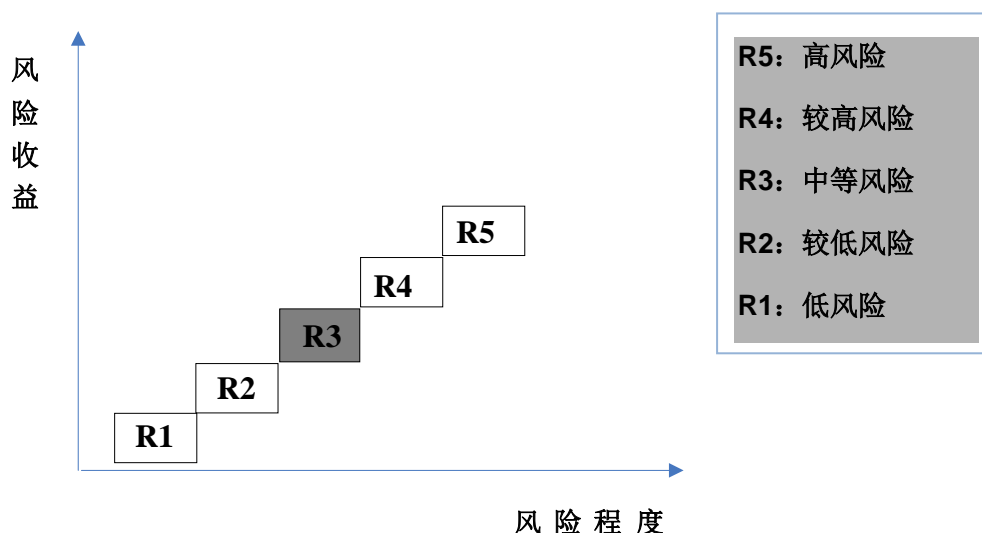 风险收益
R5
R4
R3
R2
R1
风险程度
R5：高风险
R4：较高风险
R3：中等风险
R2：较低风险
R1：低风险